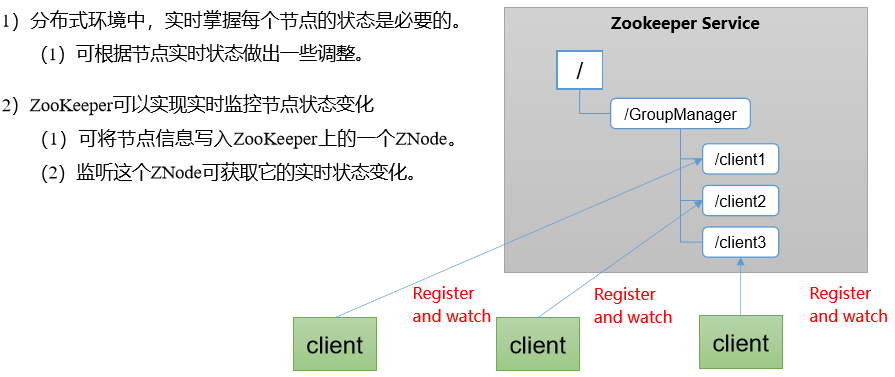 1）分布式环境中，实时掌握每个节点的状态是必要的。
（1）可根据节点实时状态做出一些调整。
2）ZooKeeper可以实现实时监控节点状态变化
（1）可将节点信息写入ZooKeeper上的一个ZNode。
（2）监听这个ZNode可获取它的实时状态变化。
Zookeeper Service
/
/GroupManager
/client1
/client2
/client3
Register
and watch
Register
and watch
Register
and watch
client
client
client